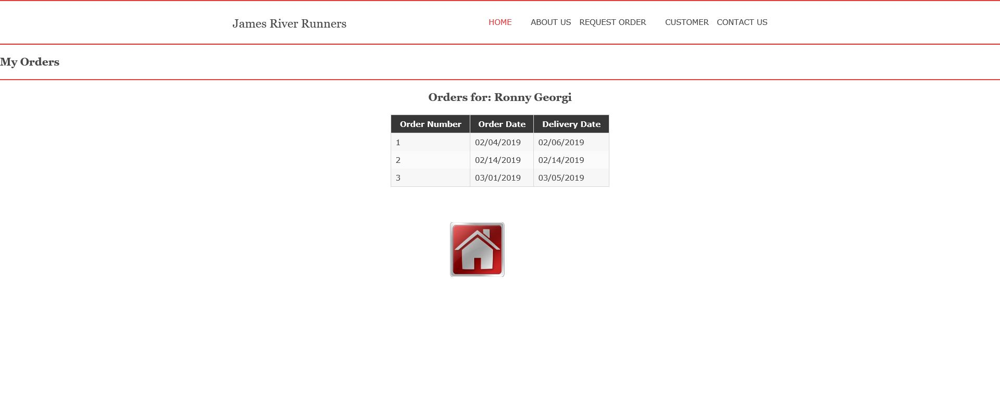 James River Runners
HOME ABOUT US REQUEST ORDER CUSTOMER CONTACT US
My Orders
Orders for: Ronny Georgi
Order Number Order Date Delivery Date
1 02/04/2019 02/06/2019
2 02/14/2019 02/14/2019
3 03/01/2019 03/05/2019